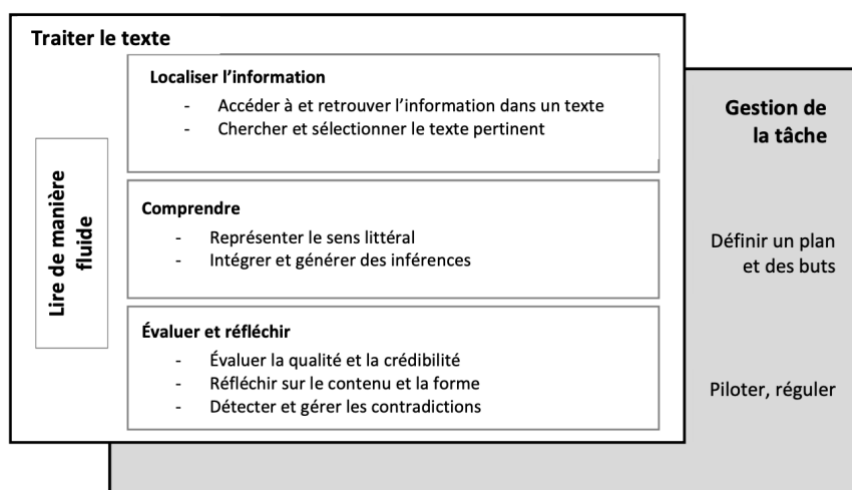 Traiter le texte
Localiser l’information
- Accéder à et retrouver l’information dans un texte
- Chercher et sélectionner le texte pertinent
Lire de manière
fluide
Comprendre
- Représenter le sens littéral
- Intégrer et générer des inférences
Évaluer et réfléchir
- Évaluer la qualité et la crédibilité
- Réfléchir sur le contenu et la forme
- Détecter et gérer les contradictions
Gestion de
la tâche
Définir un plan
et des buts
Piloter, réguler